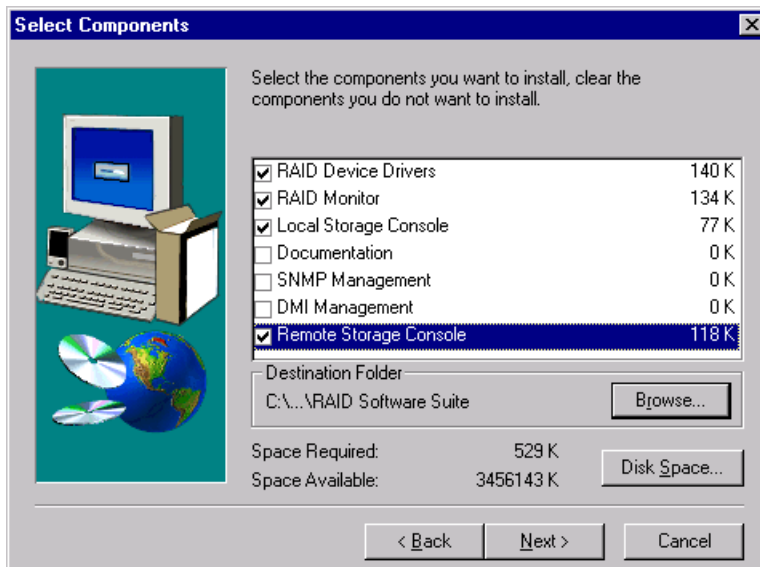 Select Components
Select the components you want to install, clear the
components you do not want to install.
RAID Device Drivers 140 K
RAID Monitor 134 K
Local Storage Console 77 K
Documentation 0 K
SNMP Management 0 K
DMI Management 0 K
Remote Storage Console 118 K
Destination Folder
C:\...\RAID Software Suite Browse...
Space Required: 529 K
Space Available: 3456143 K
Disk Space...
< Back Next > Cancel